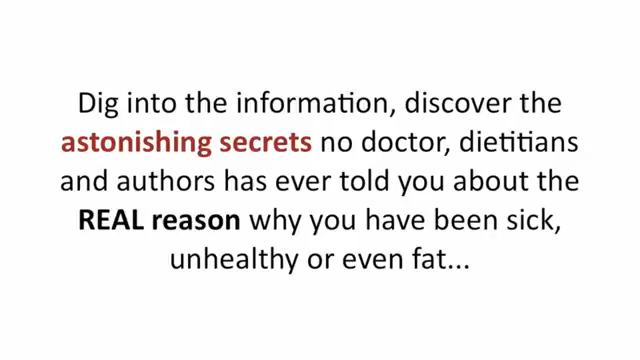 Dig into the information, discover the
astonishing secrets no doctor, dietitians
and authors has ever told you about the
REAL reason why you have been sick,
unhealthy or even fat...